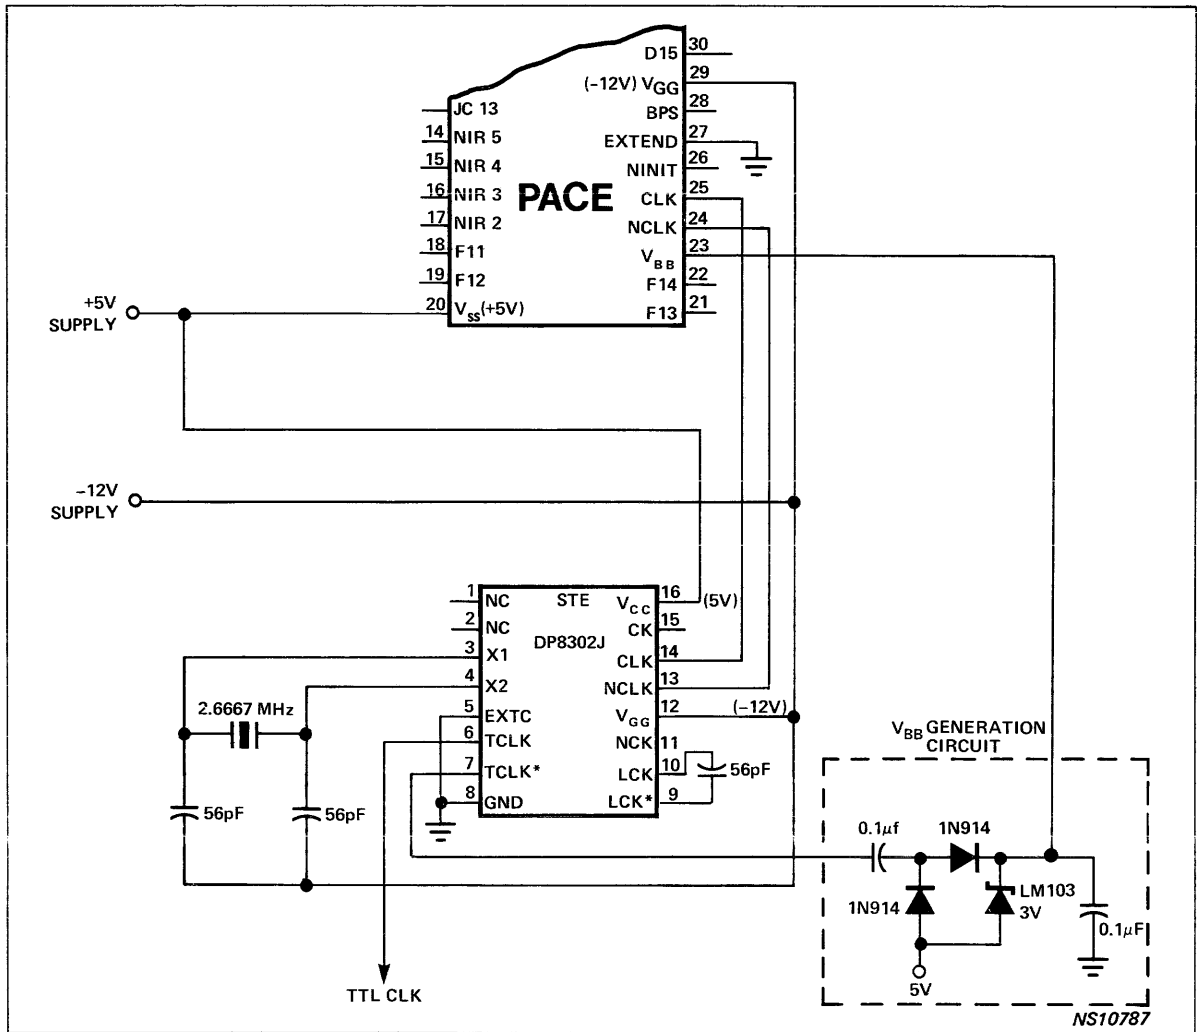 D15 30
(-12V) VGG 29
BPS 28
EXTEND 27
NINIT 26
CLK 25
NCLK 24
VBB 23
F14 22
F13 21
JC 13
14 NIR 5
15 NIR 4
16 NIR 3
17 NIR 2
18 F11
19 F12
20 Vss(+5V)
PACE
+5V
SUPPLY
-12V
SUPPLY
1 NC
2 NC
3 X1
4 X2
5 EXTC
6 TCLK
7 TCLK*
8 GND
STE
DP8302J
VCC 16 (5V)
CK 15
CLK 14
NCLK 13
VGG 12 (-12V)
NCK 11
LCK 10
LCK* 9
56pF
2.6667 MHz
56pF
56pF
TTL CLK
VBB GENERATION
CIRCUIT
0.1µf
1N914
1N914
LM103
3V
0.1µF
5V
NS10787